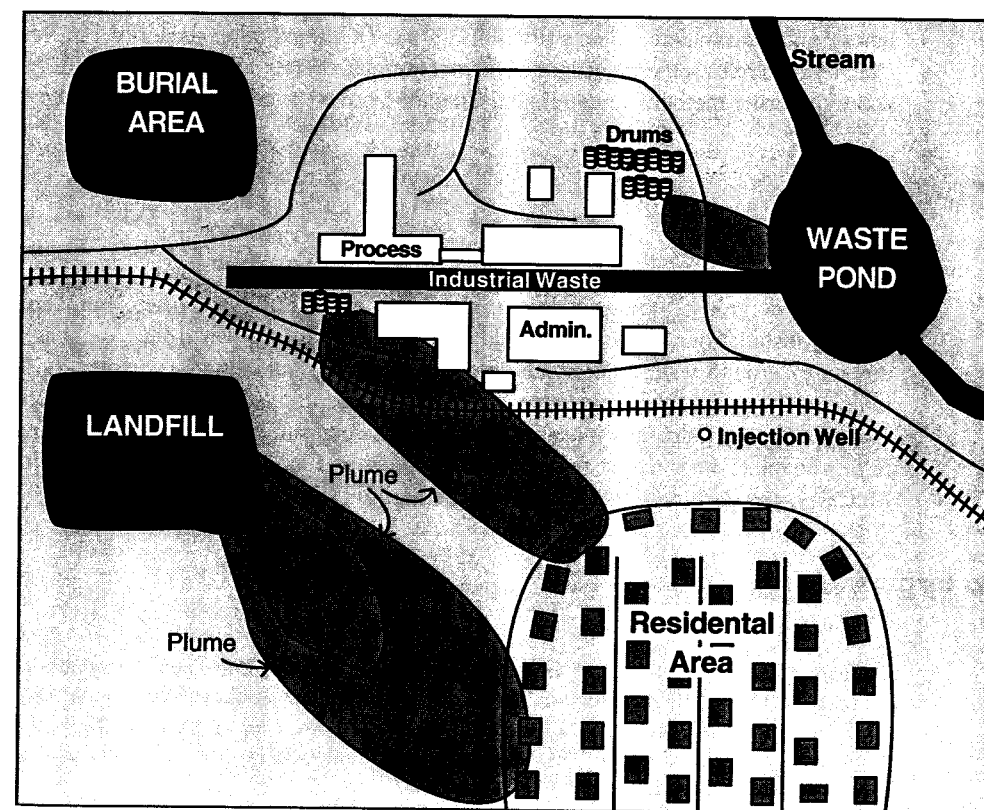 BURIAL
AREA
Stream
Drums
Process
WASTE
POND
Industrial Waste
Admin.
LANDFILL
Injection Well
Plume
Plume
Residental
Area